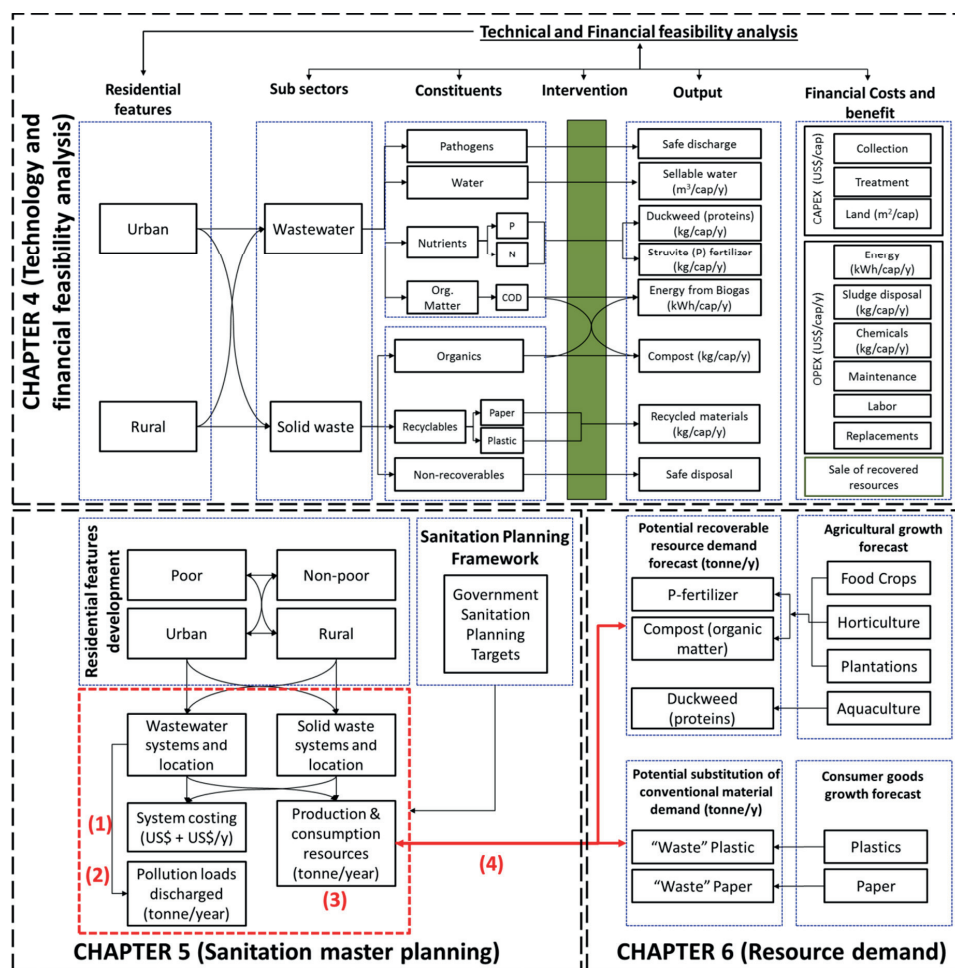 Technical and Financial feasibility analysis
Residential
features
Sub sectors
Constituents
Intervention
Output
Financial Costs and
benefit
CHAPTER 4 (Technology and
financial feasibility analysis)
Urban
Rural
Wastewater
Solid waste
Pathogens
Water
Nutrients
P
N
Org.
Matter
COD
Organics
Recyclables
Paper
Plastic
Non-recoverables
Safe discharge
Sellable water
(m³/cap/y)
Duckweed (proteins)
(kg/cap/y)
Struvite (P) fertilizer
(kg/cap/y)
Energy from Biogas
(kWh/cap/y)
Compost (kg/cap/y)
Recycled materials
(kg/cap/y)
Safe disposal
CAPEX (US$/cap)
Collection
Treatment
Land (m²/cap)
OPEX (US$/cap/y)
Energy
(kWh/cap/y)
Sludge disposal
(kg/cap/y)
Chemicals
(kg/cap/y)
Maintenance
Labor
Replacements
Sale of recovered
resources
Residential features
development
Poor
Non-poor
Urban
Rural
Sanitation Planning
Framework
Government
Sanitation
Planning
Targets
Wastewater
systems and
location
Solid waste
systems and
location
(1)
System costing
(US$ + US$/y)
Production &
consumption
resources
(tonne/year)
(2)
Pollution loads
discharged
(tonne/year)
(3)
(4)
CHAPTER 5 (Sanitation master planning)
Potential recoverable
resource demand
forecast (tonne/y)
P-fertilizer
Compost (organic
matter)
Duckweed
(proteins)
Agricultural growth
forecast
Food Crops
Horticulture
Plantations
Aquaculture
Potential substitution of
conventional material
demand (tonne/y)
“Waste” Plastic
“Waste” Paper
Consumer goods
growth forecast
Plastics
Paper
CHAPTER 6 (Resource demand)